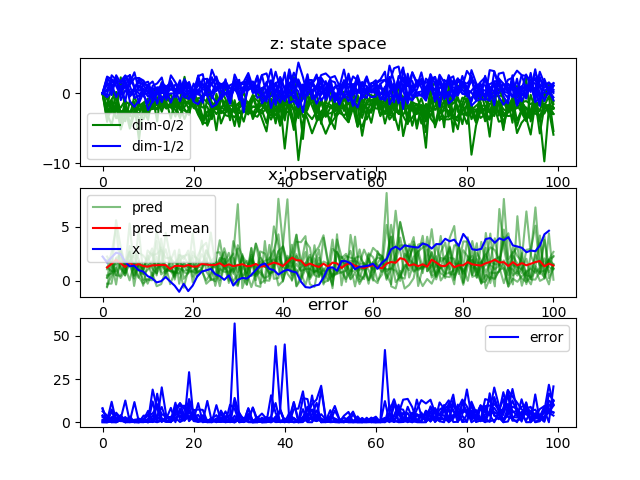 z: state space
0
−10
dim-0/2
dim-1/2
0 20 40 60 80 100
x: observation
5
0
pred
pred_mean
x
0 20 40 60 80 100
error
50
25
0
error
0 20 40 60 80 100